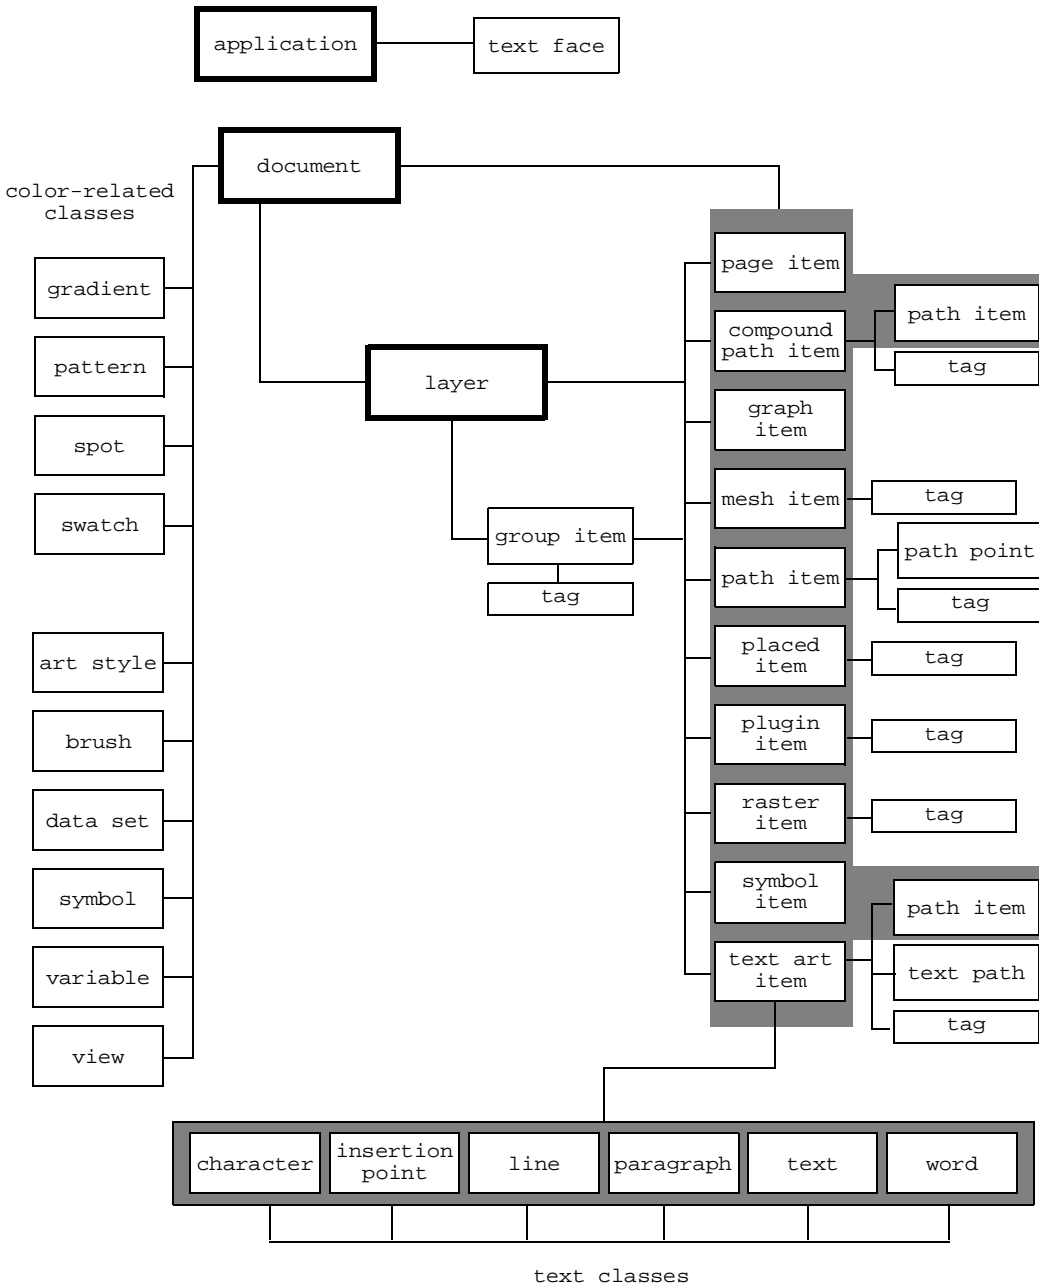 application
text face
document
color-related
classes
gradient
pattern
spot
swatch
art style
brush
data set
symbol
variable
view
layer
group item
tag
page item
compound
path item
path item
tag
graph
item
mesh item
tag
path item
path point
tag
placed
item
tag
plugin
item
tag
raster
item
tag
symbol
item
text art
item
path item
text path
tag
character
insertion
point
line
paragraph
text
word
text classes